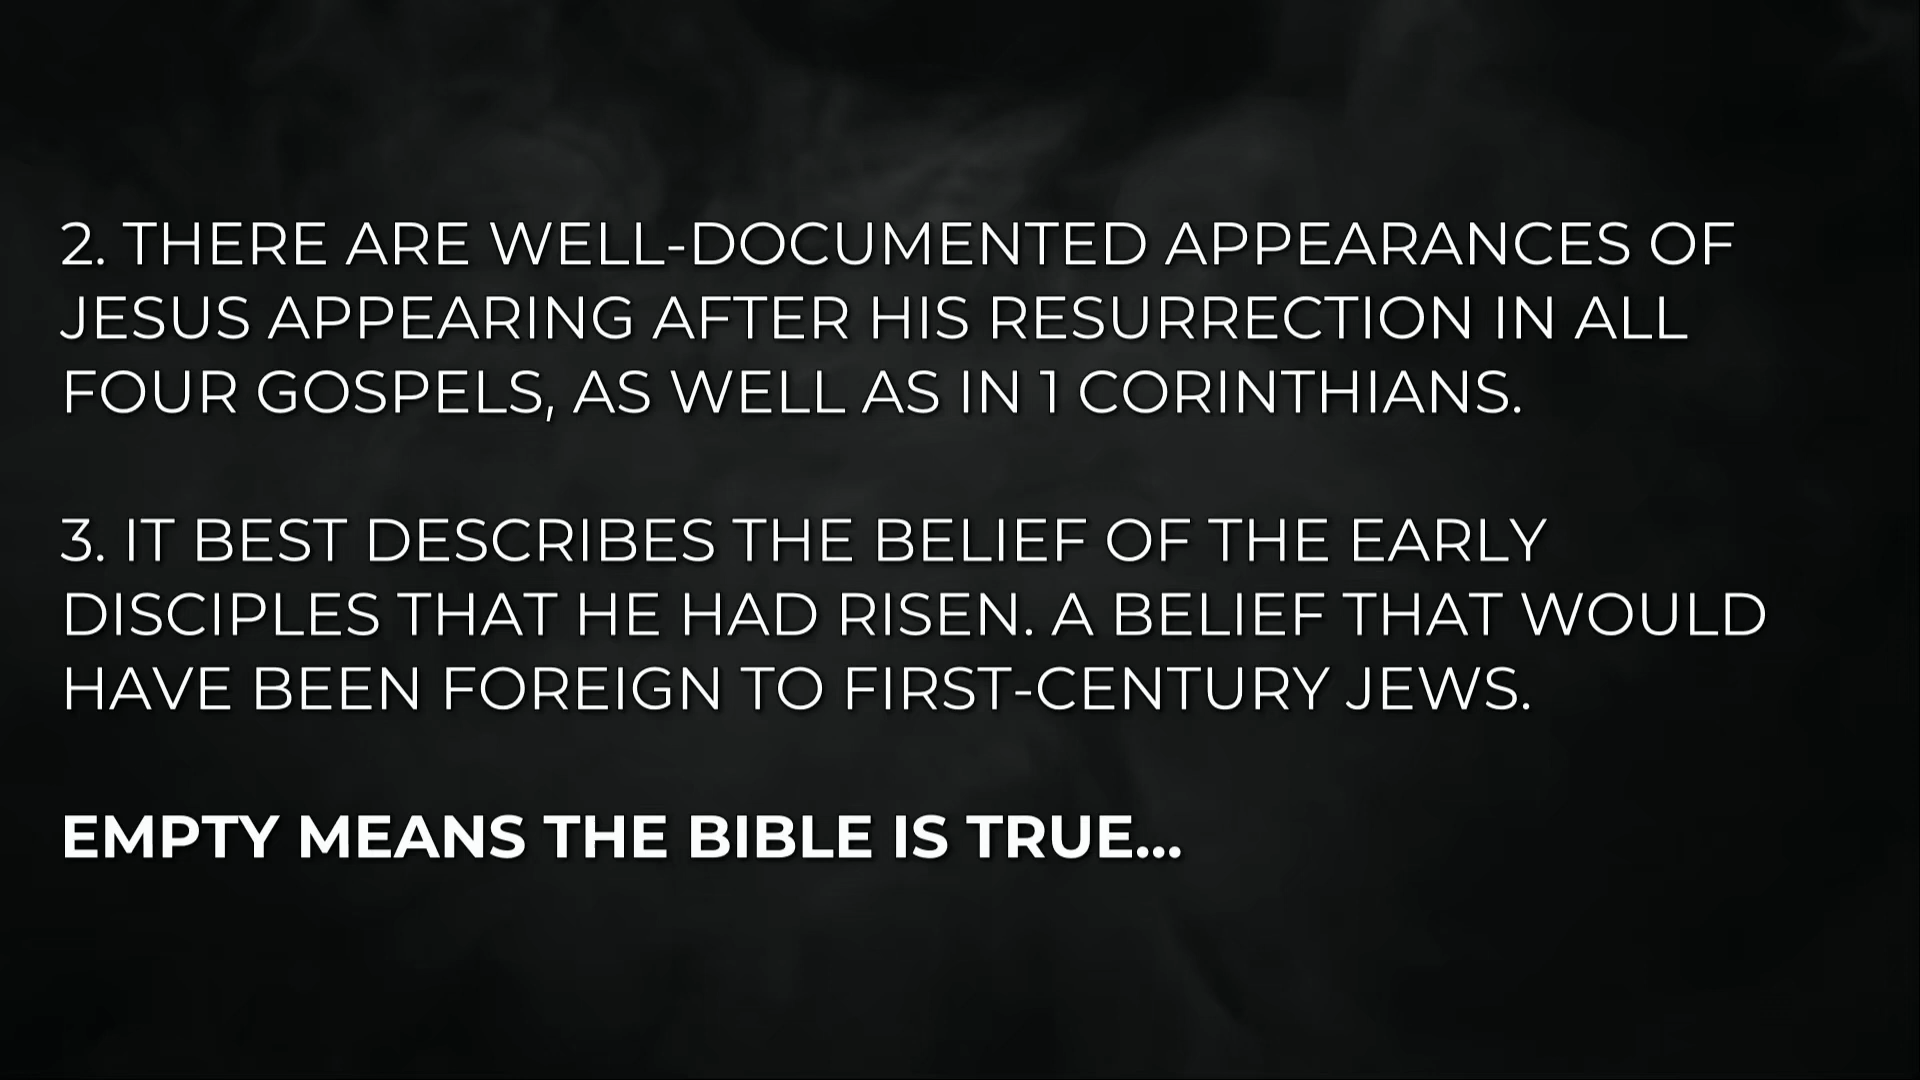 2. THERE ARE WELL-DOCUMENTED APPEARANCES OF
JESUS APPEARING AFTER HIS RESURRECTION IN ALL
FOUR GOSPELS, AS WELL AS IN 1 CORINTHIANS.
3. IT BEST DESCRIBES THE BELIEF OF THE EARLY
DISCIPLES THAT HE HAD RISEN. A BELIEF THAT WOULD
HAVE BEEN FOREIGN TO FIRST-CENTURY JEWS.
EMPTY MEANS THE BIBLE IS TRUE...